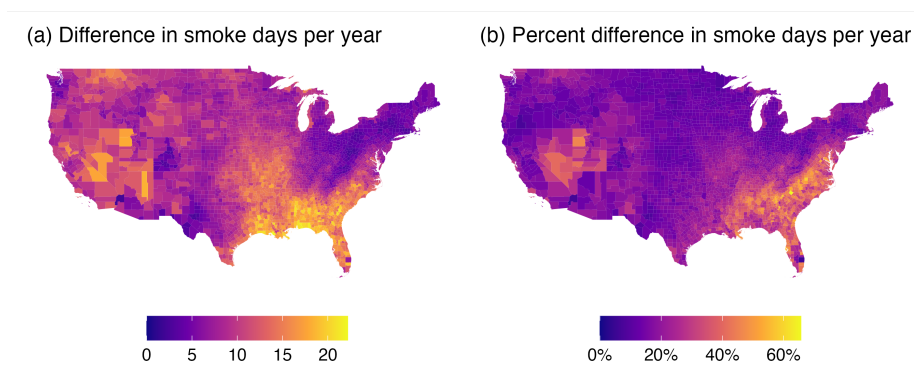 (a) Difference in smoke days per year
(b) Percent difference in smoke days per year
0 5 10 15 20
0% 20% 40% 60%